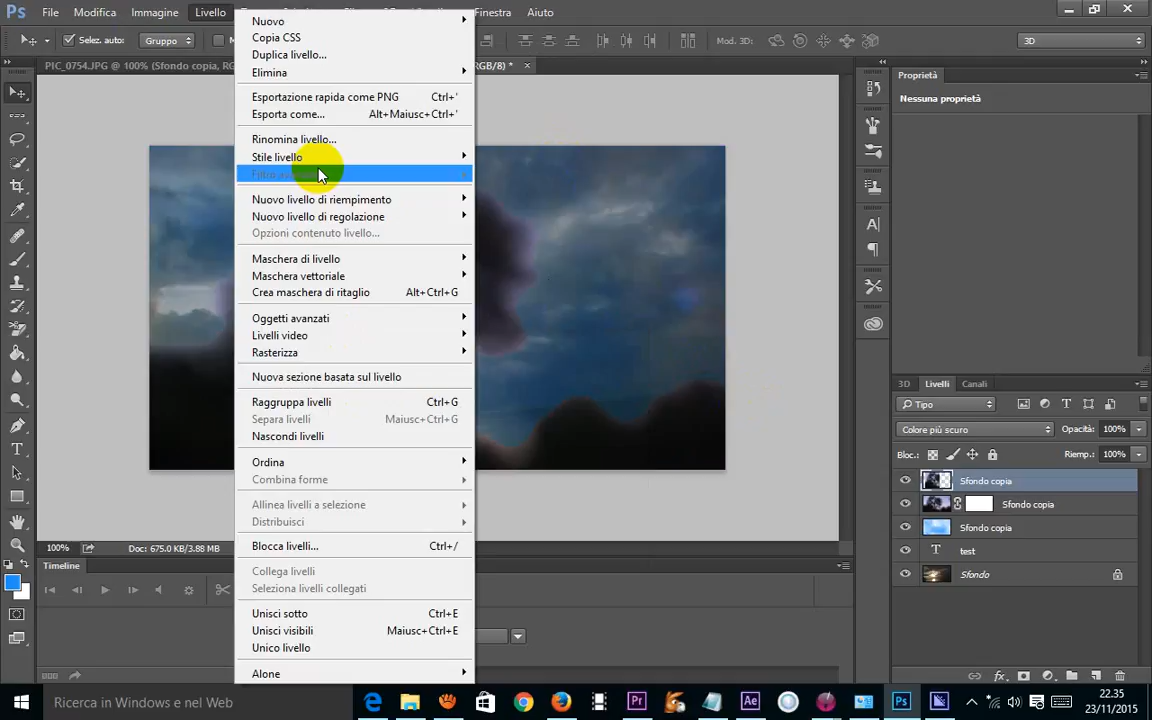 Ps File Modifica Immagine Livello Finestra Aiuto
Selez. auto: Gruppo Mod. 3D: 3D
PIC_0754.JPG @ 100% (Sfondo copia, RG RGB/8) *
Nuovo
Copia CSS
Duplica livello...
Elimina
Esportazione rapida come PNG Ctrl+'
Esporta come... Alt+Maiusc+Ctrl+'
Rinomina livello...
Stile livello
Nuovo livello di riempimento
Nuovo livello di regolazione
Opzioni contenuto livello...
Maschera di livello
Maschera vettoriale
Crea maschera di ritaglio Alt+Ctrl+G
Oggetti avanzati
Livelli video
Rasterizza
Nuova sezione basata sul livello
Raggruppa livelli Ctrl+G
Separa livelli Maiusc+Ctrl+G
Nascondi livelli
Ordina
Combina forme
Allinea livelli a selezione
Distribuisci
Blocca livelli... Ctrl+/
Collega livelli
Seleziona livelli collegati
Unisci sotto Ctrl+E
Unisci visibili Maiusc+Ctrl+E
Unico livello
Alone
Proprietà
Nessuna proprietà
3D Livelli Canali
Tipo
Colore più scuro Opacità: 100%
Bloc.: Riemp.: 100%
Sfondo copia
Sfondo copia
Sfondo copia
T test
Sfondo
100% Doc: 675.0 KB/3.88 MB
Timeline
Ricerca in Windows e nel Web
22.35
23/11/2015